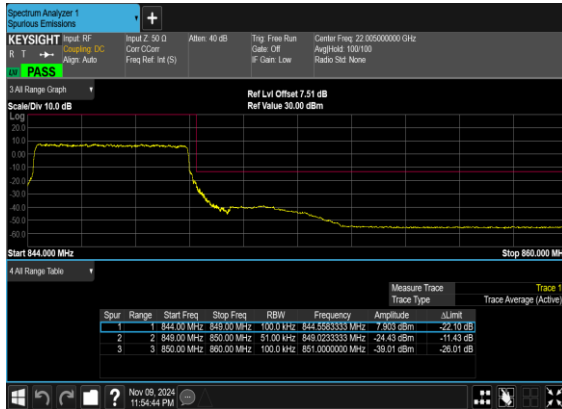 Spectrum Analyzer 1
Spurious Emissions
+
KEYSIGHT Input: RF Input Z: 50 Ω Atten: 40 dB Trig: Free Run Center Freq: 22.005000000 GHz
R T Coupling: DC Corr CCorr Gate: Off Avg|Hold: 100/100
Align: Auto Freq Ref: Int (S) IF Gain: Low Radio Std: None
PASS
3 All Range Graph
Ref Lvl Offset 7.51 dB
Scale/Div 10.0 dB Ref Value 30.00 dBm
Log
20.0
10.0
0.00
-10.0
-20.0
-30.0
-40.0
-50.0
-60.0
Start 844.000 MHz Stop 860.000 MH
4 All Range Table
Measure Trace Trace 1
Trace Type Trace Average (Active)
Spur Range Start Freq Stop Freq RBW Frequency Amplitude ΔLimit
1 1 844.00 MHz 849.00 MHz 100.0 kHz 844.5583333 MHz 7.903 dBm -22.10 dB
2 2 849.00 MHz 850.00 MHz 51.00 kHz 849.0233333 MHz -24.43 dBm -11.43 dB
3 3 850.00 MHz 860.00 MHz 100.0 kHz 851.0000000 MHz -39.01 dBm -26.01 dB
?
Nov 09, 2024
11:54:44 PM